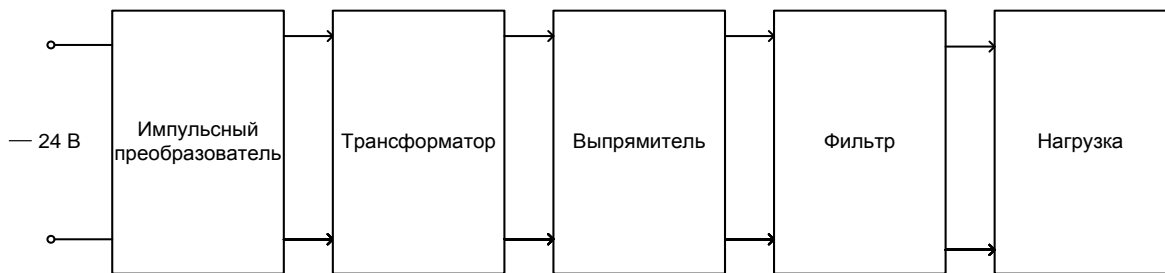 — 24 В
Импульсный
преобразователь
Трансформатор
Выпрямитель
Фильтр
Нагрузка